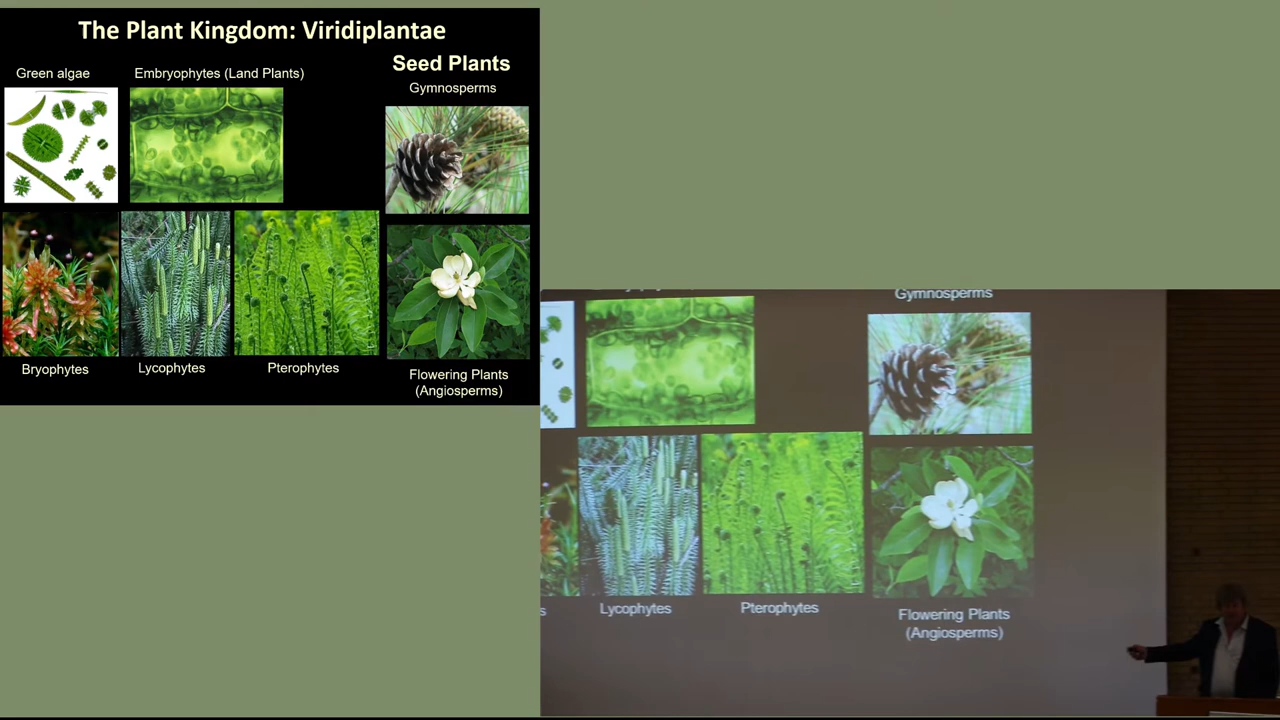 The Plant Kingdom: Viridiplantae
Seed Plants
Green algae
Embryophytes (Land Plants)
Gymnosperms
Bryophytes
Lycophytes
Pterophytes
Flowering Plants
(Angiosperms)
Gymnosperms
s
Lycophytes
Pterophytes
Flowering Plants
(Angiosperms)